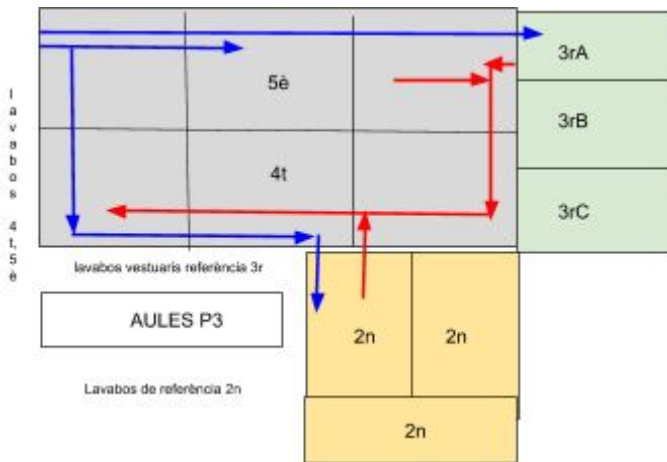 3rA
5è
3rB
4t
3rC
lavabos 4t,5è
lavabos vestuaris referència 3r
AULES P3
2n
2n
Lavabos de referència 2n
2n